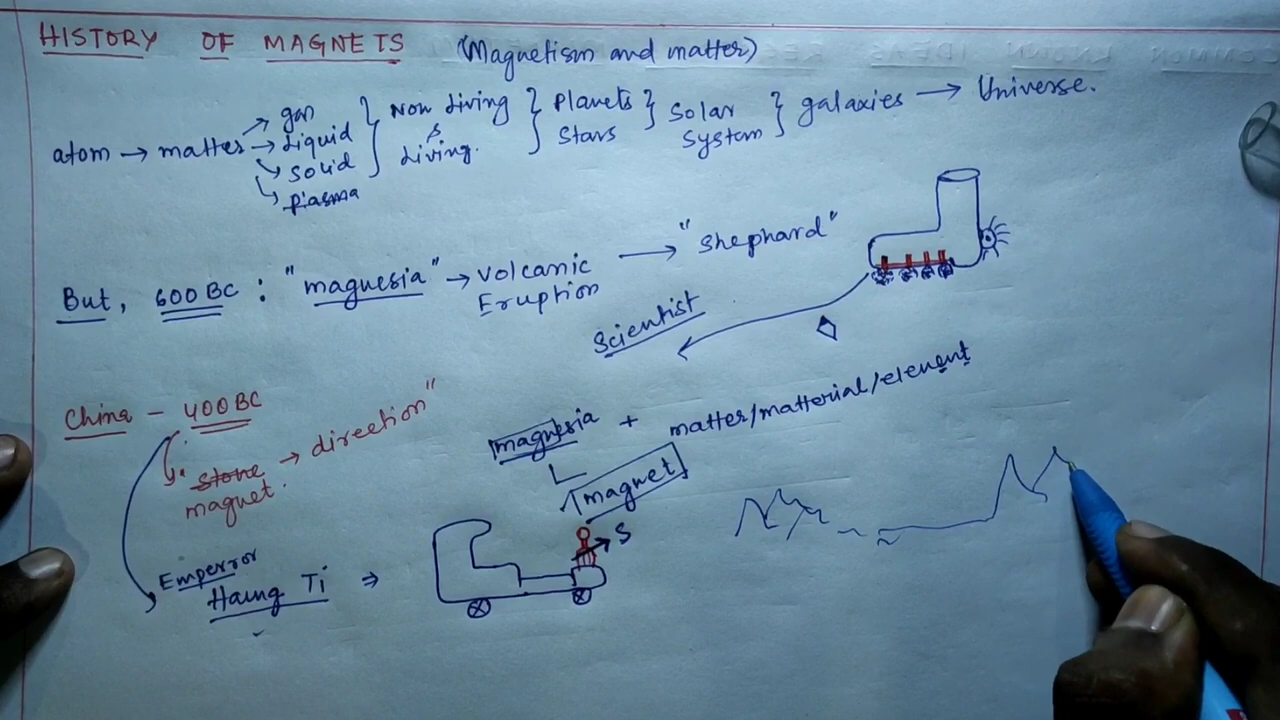 HISTORY OF MAGNETS (Magnetism and matter)
atom → matter → gas } Non Living } Planets } Solar } galaxies → Universe.
→ Liquid & Living. Stars System
→ solid
→ plasma
But, 600 BC : "magnesia" → volcanic Eruption → "shephard"
Scientist
China - 400 BC
. stone → direction"
magnet.
magnesia + matter/matterial/element
magnet
S
Emperror
Haung Ti ⇒